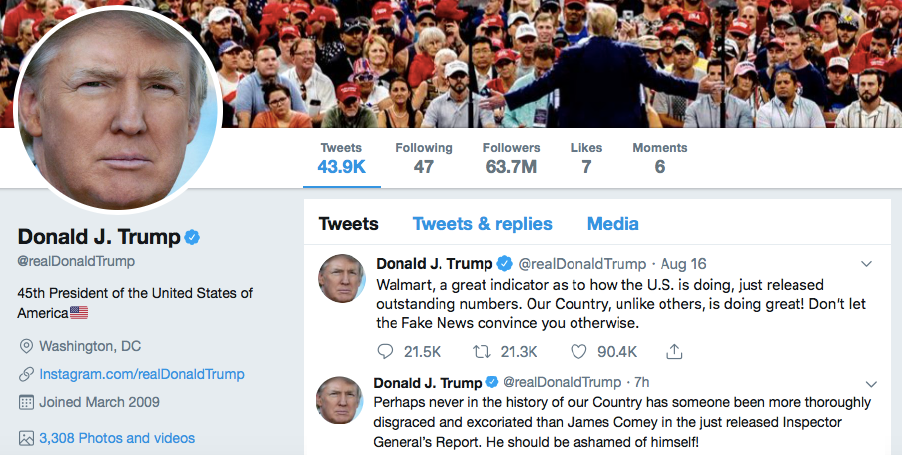 Tweets Following Followers Likes Moments
43.9K 47 63.7M 7 6
Donald J. Trump
@realDonaldTrump
45th President of the United States of
America🇺🇸
Washington, DC
Instagram.com/realDonaldTrump
Joined March 2009
3,308 Photos and videos
Tweets Tweets & replies Media
Donald J. Trump @realDonaldTrump · Aug 16
Walmart, a great indicator as to how the U.S. is doing, just released
outstanding numbers. Our Country, unlike others, is doing great! Don't let
the Fake News convince you otherwise.
21.5K 21.3K 90.4K
Donald J. Trump @realDonaldTrump · 7h
Perhaps never in the history of our Country has someone been more thoroughly
disgraced and excoriated than James Comey in the just released Inspector
General's Report. He should be ashamed of himself!